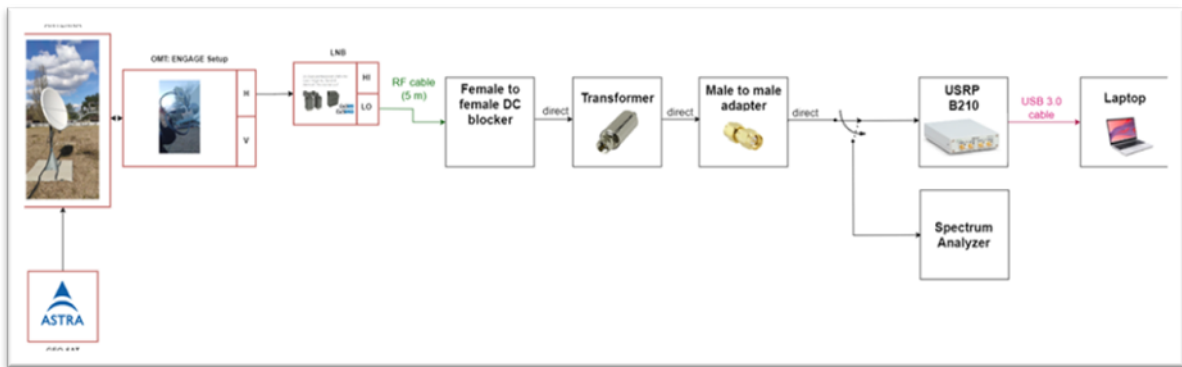 OMT: ENGAGE Setup
H
V
LNB
HI
LO
RF cable
(5 m)
Female to
female DC
blocker
direct
Transformer
direct
Male to male
adapter
direct
USRP
B210
USB 3.0
cable
Laptop
Spectrum
Analyzer
ASTRA